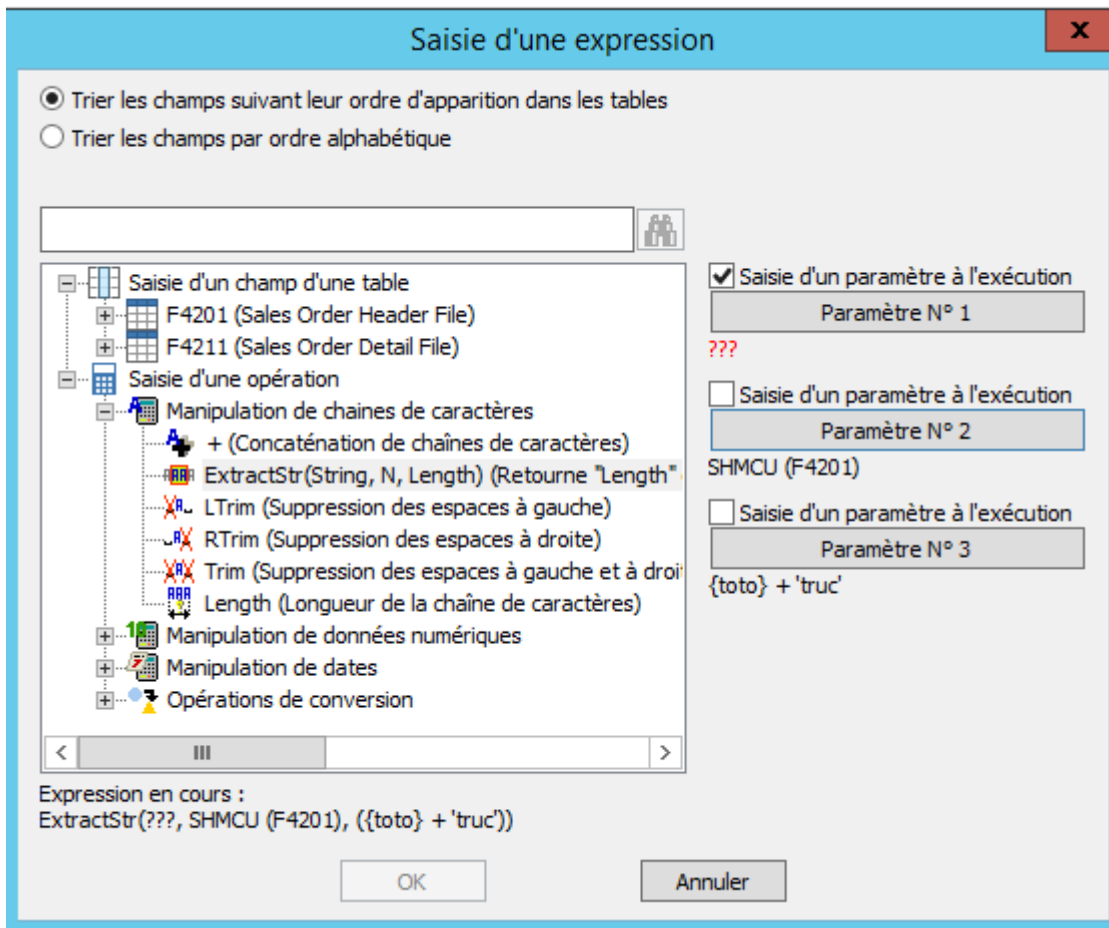 Saisie d'une expression
x
Trier les champs suivant leur ordre d'apparition dans les tables
Trier les champs par ordre alphabétique
Saisie d'un champ d'une table
F4201 (Sales Order Header File)
F4211 (Sales Order Detail File)
Saisie d'une opération
Manipulation de chaines de caractères
+ (Concaténation de chaînes de caractères)
ExtractStr(String, N, Length) (Retourne "Length"
LTrim (Suppression des espaces à gauche)
RTrim (Suppression des espaces à droite)
Trim (Suppression des espaces à gauche et à droi
Length (Longueur de la chaîne de caractères)
Manipulation de données numériques
Manipulation de dates
Opérations de conversion
Saisie d'un paramètre à l'exécution
Paramètre N° 1
???
Saisie d'un paramètre à l'exécution
Paramètre N° 2
SHMCU (F4201)
Saisie d'un paramètre à l'exécution
Paramètre N° 3
{toto} + 'truc'
Expression en cours :
ExtractStr(???, SHMCU (F4201), ({toto} + 'truc'))
OK
Annuler